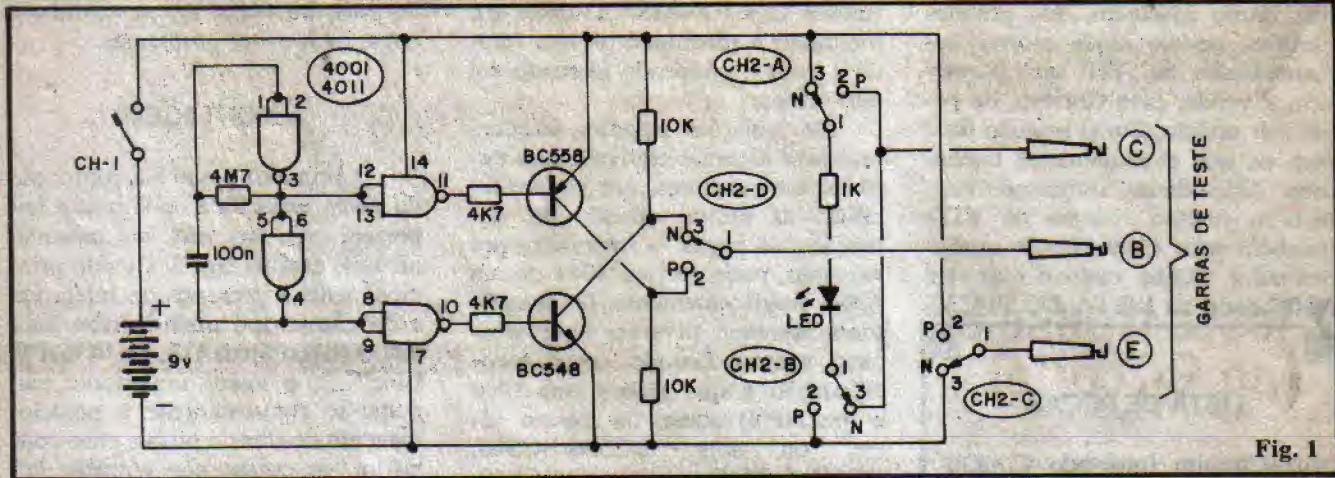 4001
4011
CH-1
9v
+
-
1
2
3
4M7
100n
5
6
4
12
13
14
11
4K7
BC558
8
9
10
7
4K7
BC548
10K
10K
CH2-D
N
3
1
P
2
CH2-A
3
2
P
N
1
1K
LED
1
CH2-B
2
P
3
N
P
2
N
1
3
CH2-C
C
B
E
GARRAS DE TESTE
Fig. 1